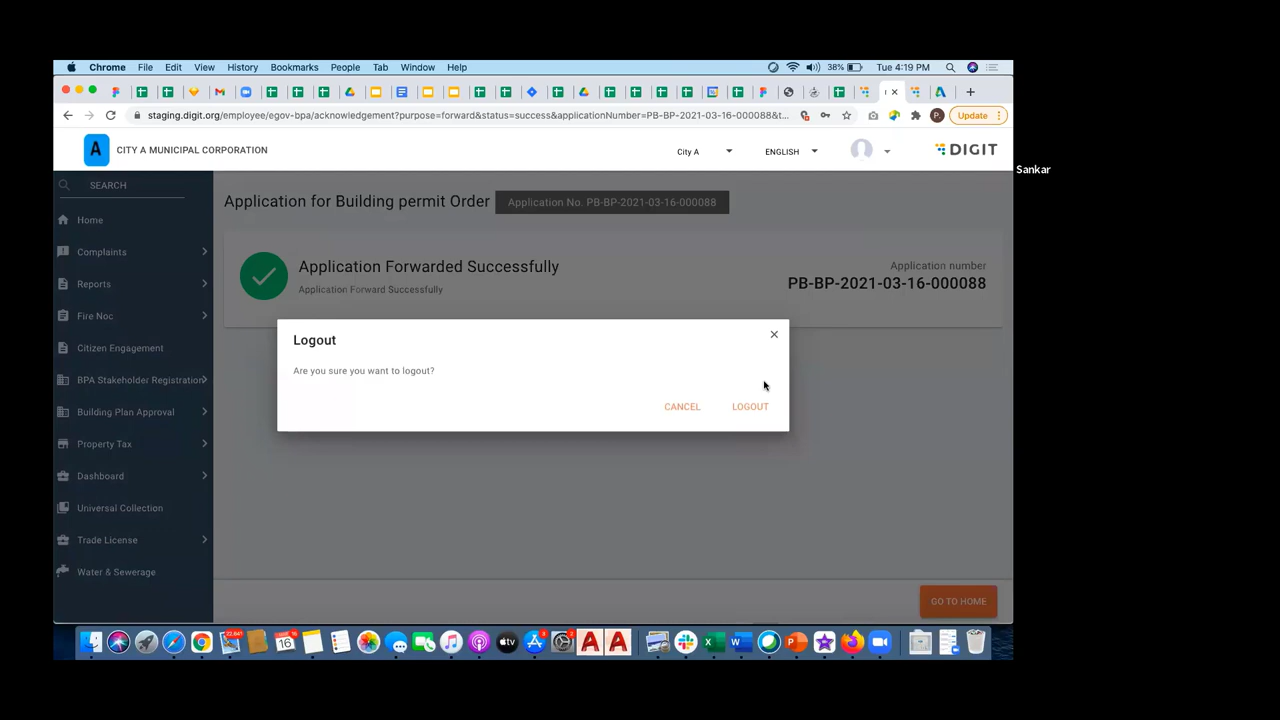 Chrome File Edit View History Bookmarks People Tab Window Help 38% Tue 4:19 PM
staging.digit.org/employee/egov-bpa/acknowledgement?purpose=forward&status=success&applicationNumber=PB-BP-2021-03-16-000088&t... P. Update
A CITY A MUNICIPAL CORPORATION City A ENGLISH DIGIT
Sankar
SEARCH
Application for Building permit Order Application No. PB-BP-2021-03-16-000088
Home
Complaints
Reports
Fire Noc
Citizen Engagement
BPA Stakeholder Registration
Building Plan Approval
Property Tax
Dashboard
Universal Collection
Trade License
Water & Sewerage
Application Forwarded Successfully
Application Forward Successfully
Application number
PB-BP-2021-03-16-000088
Logout
Are you sure you want to logout?
CANCEL LOGOUT
GO TO HOME